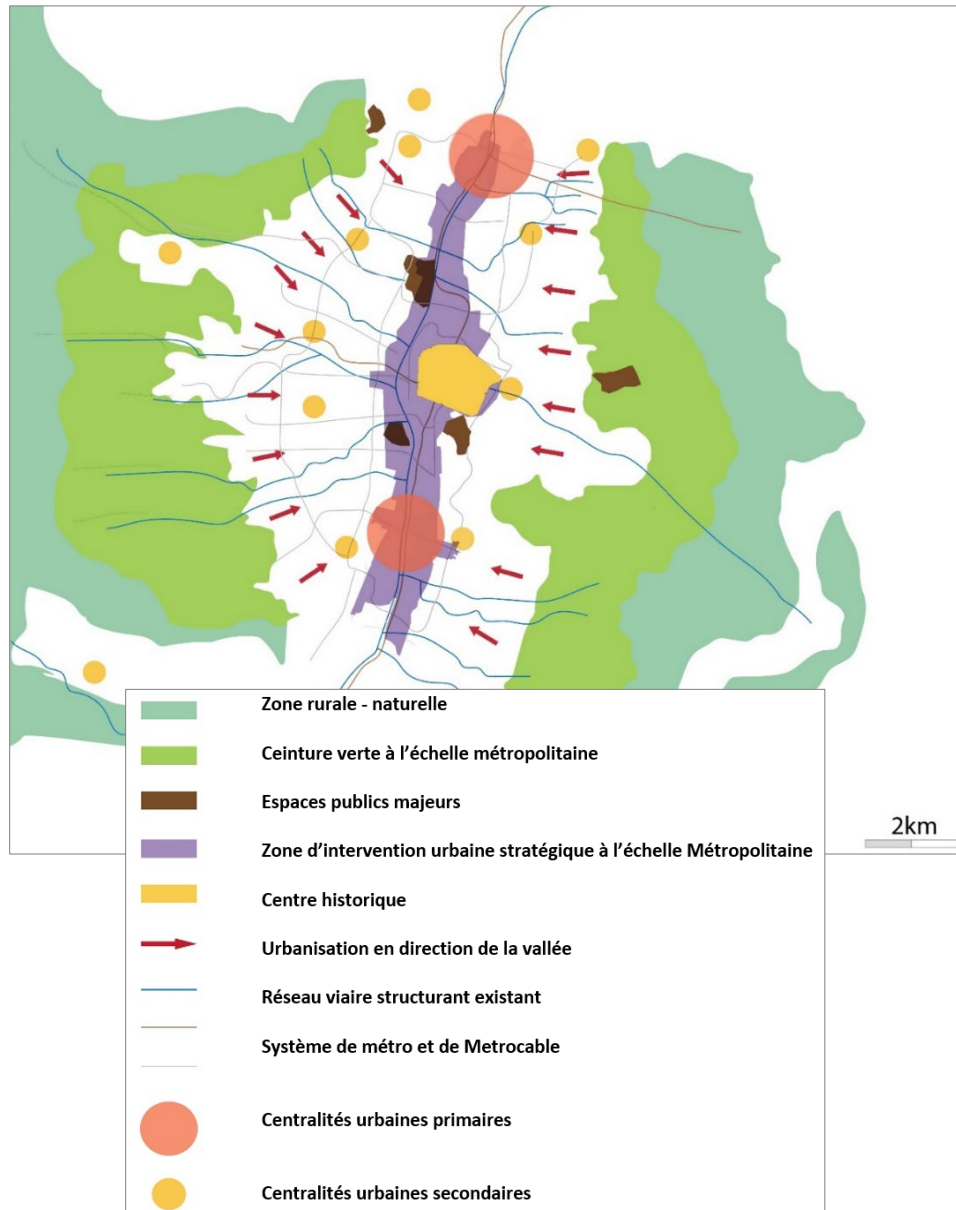 2km
Zone rurale - naturelle
Ceinture verte à l'échelle métropolitaine
Espaces publics majeurs
Zone d'intervention urbaine stratégique à l'échelle Métropolitaine
Centre historique
Urbanisation en direction de la vallée
Réseau viaire structurant existant
Système de métro et de Metrocable
Centralités urbaines primaires
Centralités urbaines secondaires